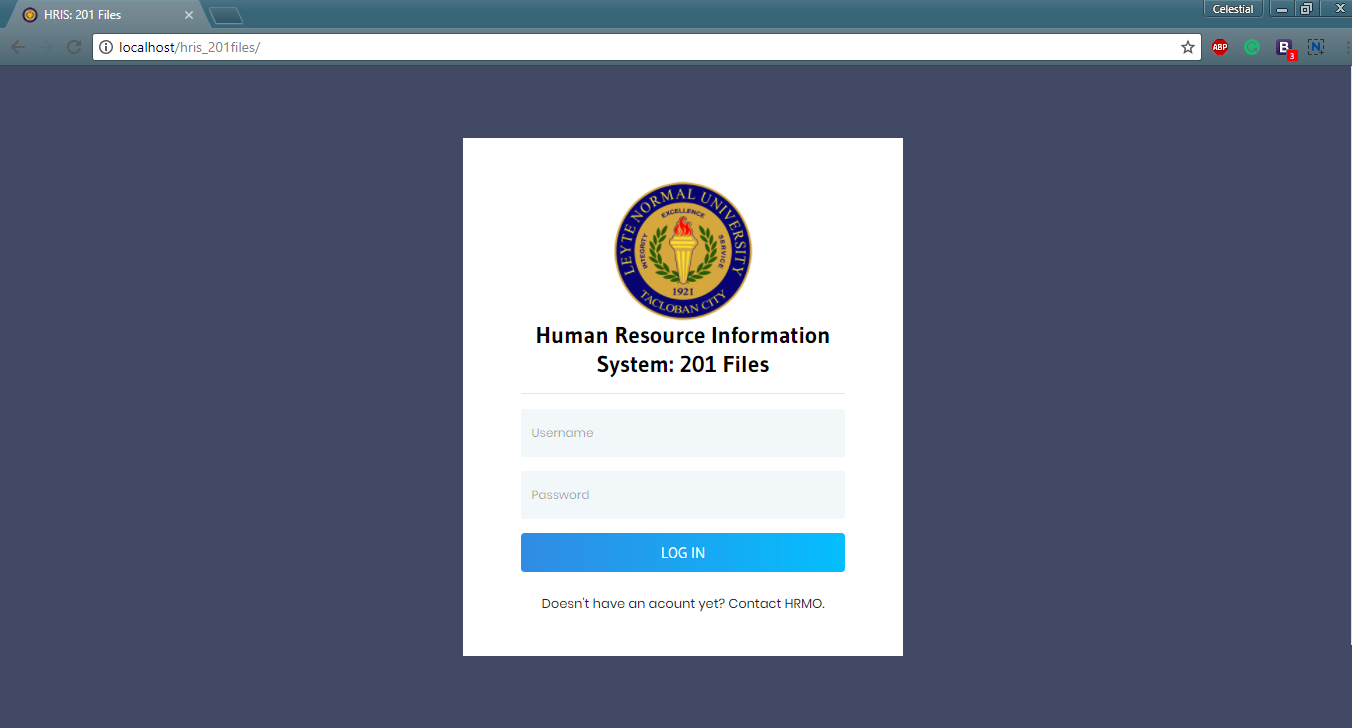 HRIS: 201 Files
Celestial
localhost/hris_201files/
ABP
B
3
N
LEYTE NORMAL UNIVERSITY
EXCELLENCE
INTEGRITY
SERVICE
1921
TACLOBAN CITY
Human Resource Information
System: 201 Files
Username
Password
LOG IN
Doesn't have an acount yet? Contact HRMO.